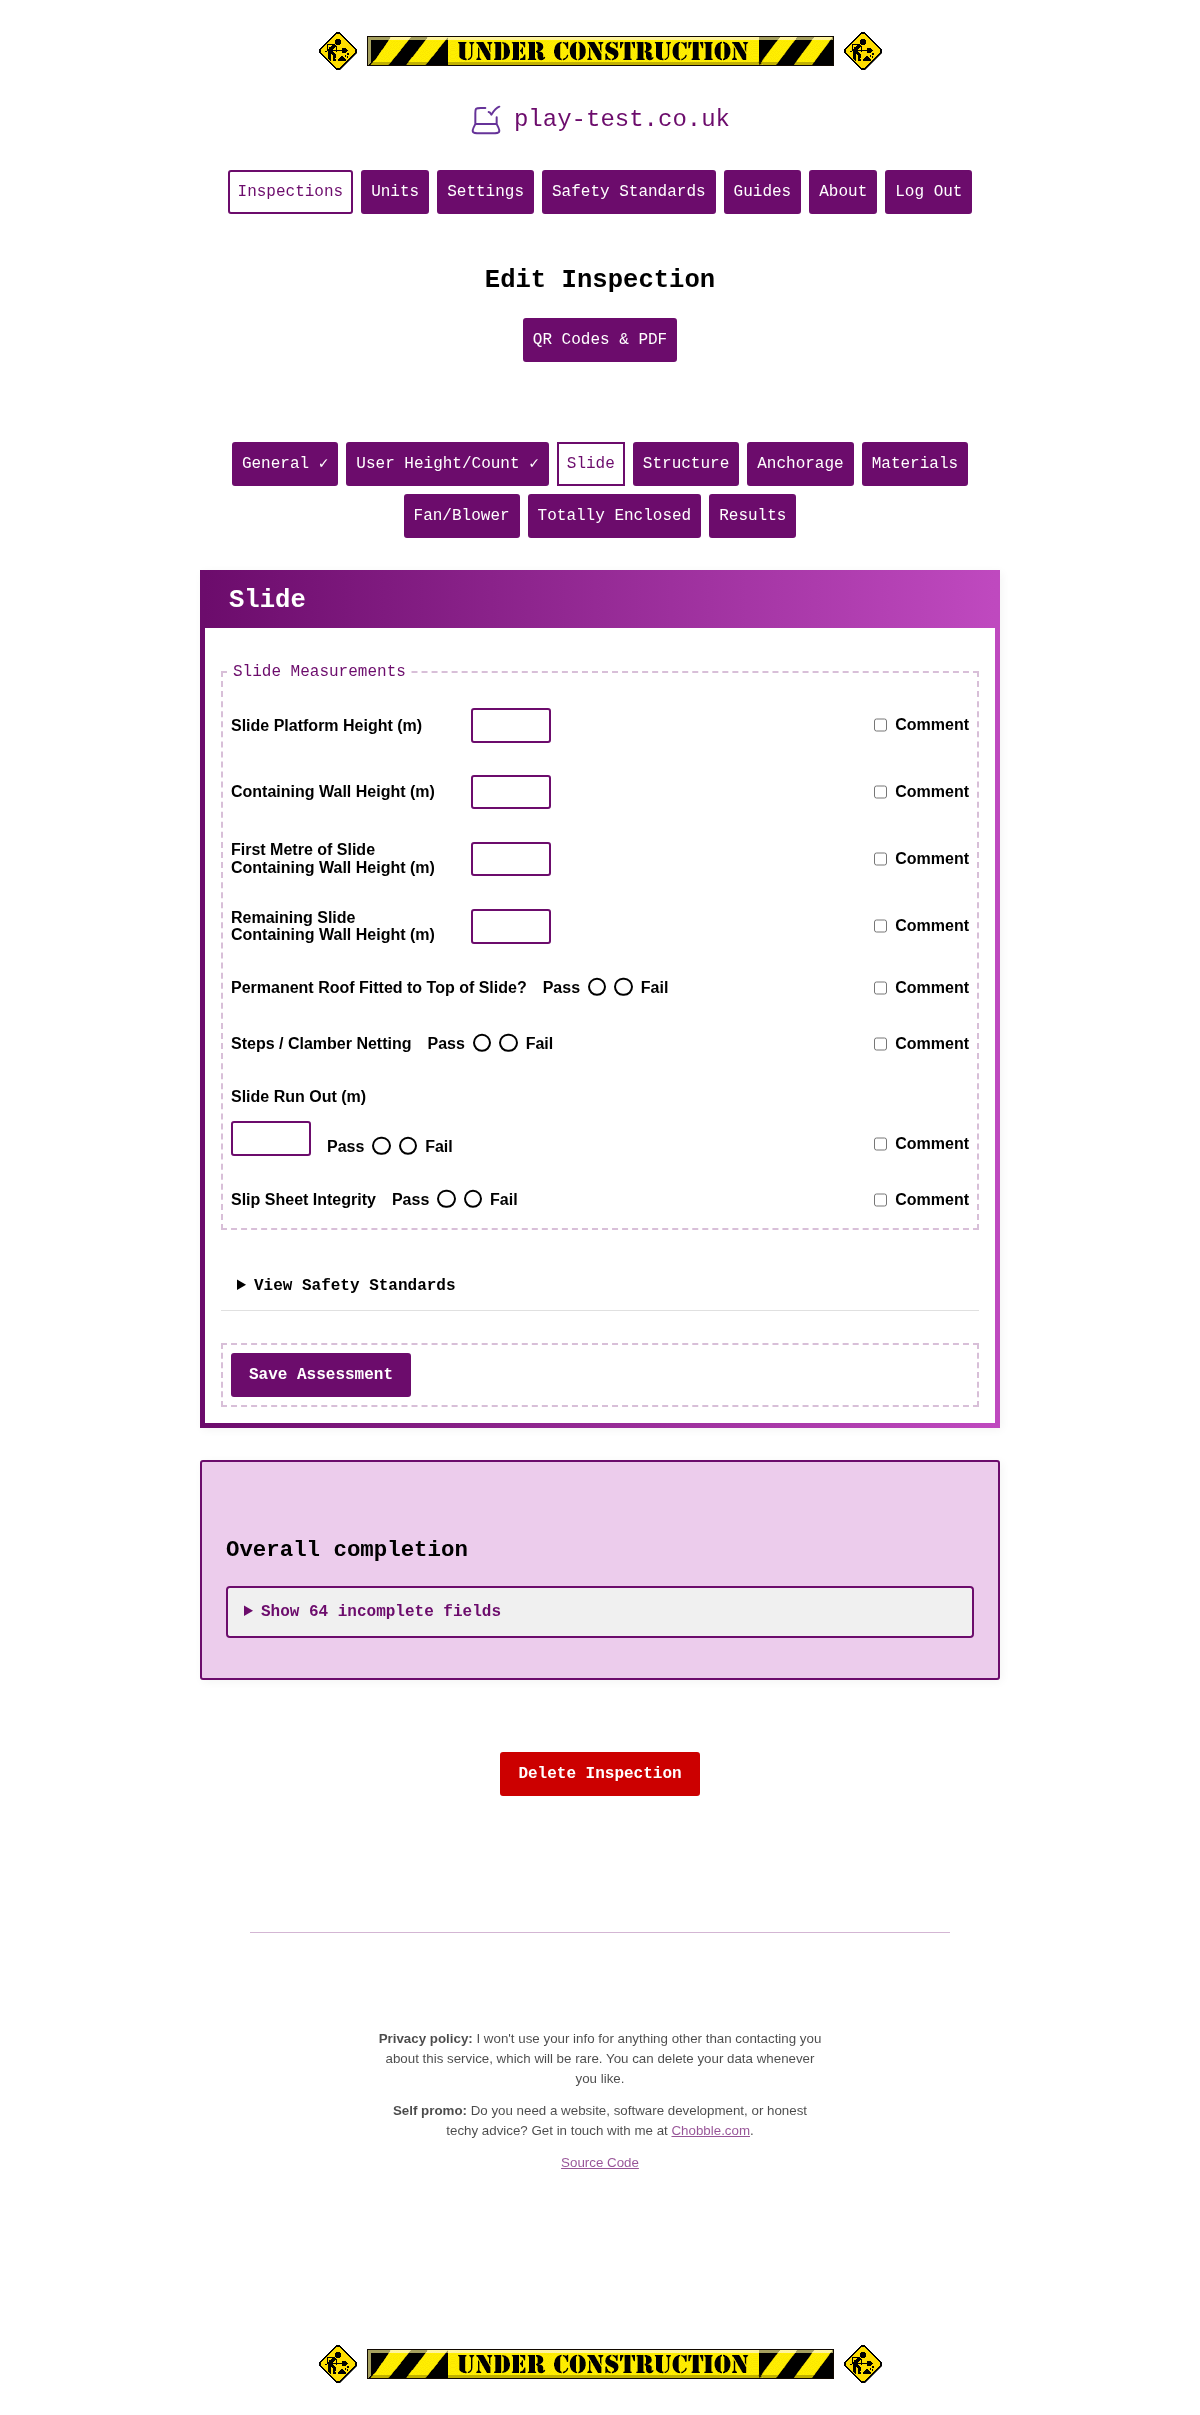 UNDER CONSTRUCTION
play-test.co.uk
Inspections Units Settings Safety Standards Guides About Log Out
Edit Inspection
QR Codes & PDF
General ✓ User Height/Count ✓ Slide Structure Anchorage Materials
Fan/Blower Totally Enclosed Results
Slide
Slide Measurements
Slide Platform Height (m) Comment
Containing Wall Height (m) Comment
First Metre of Slide
Containing Wall Height (m) Comment
Remaining Slide
Containing Wall Height (m) Comment
Permanent Roof Fitted to Top of Slide? Pass Fail Comment
Steps / Clamber Netting Pass Fail Comment
Slide Run Out (m)
Pass Fail Comment
Slip Sheet Integrity Pass Fail Comment
View Safety Standards
Save Assessment
Overall completion
Show 64 incomplete fields
Delete Inspection
Privacy policy: I won't use your info for anything other than contacting you
about this service, which will be rare. You can delete your data whenever
you like.
Self promo: Do you need a website, software development, or honest
techy advice? Get in touch with me at Chobble.com.
Source Code
UNDER CONSTRUCTION